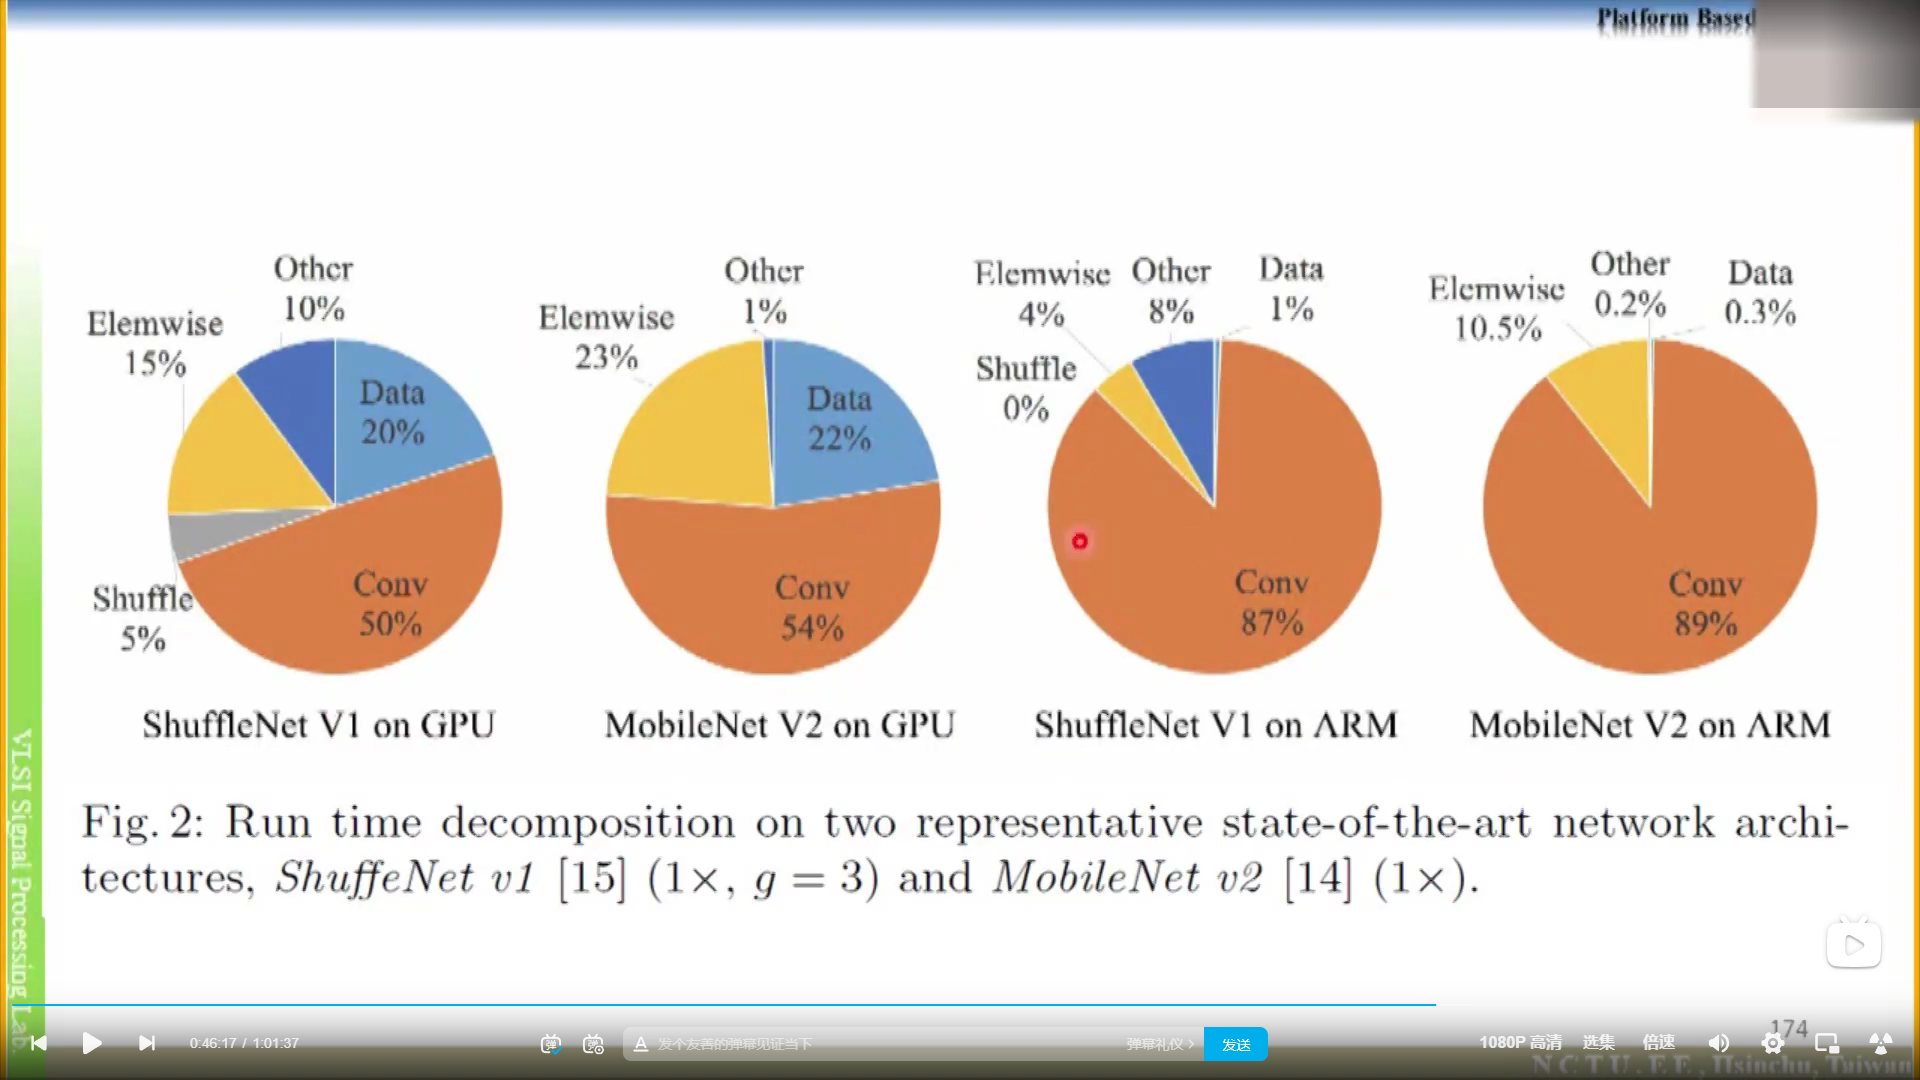 Platform Based
Other
10%
Elemwise
15%
Data
20%
Shuffle
5%
Conv
50%
ShuffleNet V1 on GPU
Other
1%
Elemwise
23%
Data
22%
Conv
54%
MobileNet V2 on GPU
Elemwise
4%
Other
8%
Data
1%
Shuffle
0%
Conv
87%
ShuffleNet V1 on ARM
Elemwise
10.5%
Other
0.2%
Data
0.3%
Conv
89%
MobileNet V2 on ARM
Fig. 2: Run time decomposition on two representative state-of-the-art network archi-
tectures, ShuffeNet v1 [15] (1×, g = 3) and MobileNet v2 [14] (1×).
VLSI Signal Processing Lab.
174
0:46:17 / 1:01:37
弹
弹
A 发个友善的弹幕见证当下
弹幕礼仪 >
发送
1080P 高清
选集
倍速
N C T U . E E , Hsinchu, Taiwan